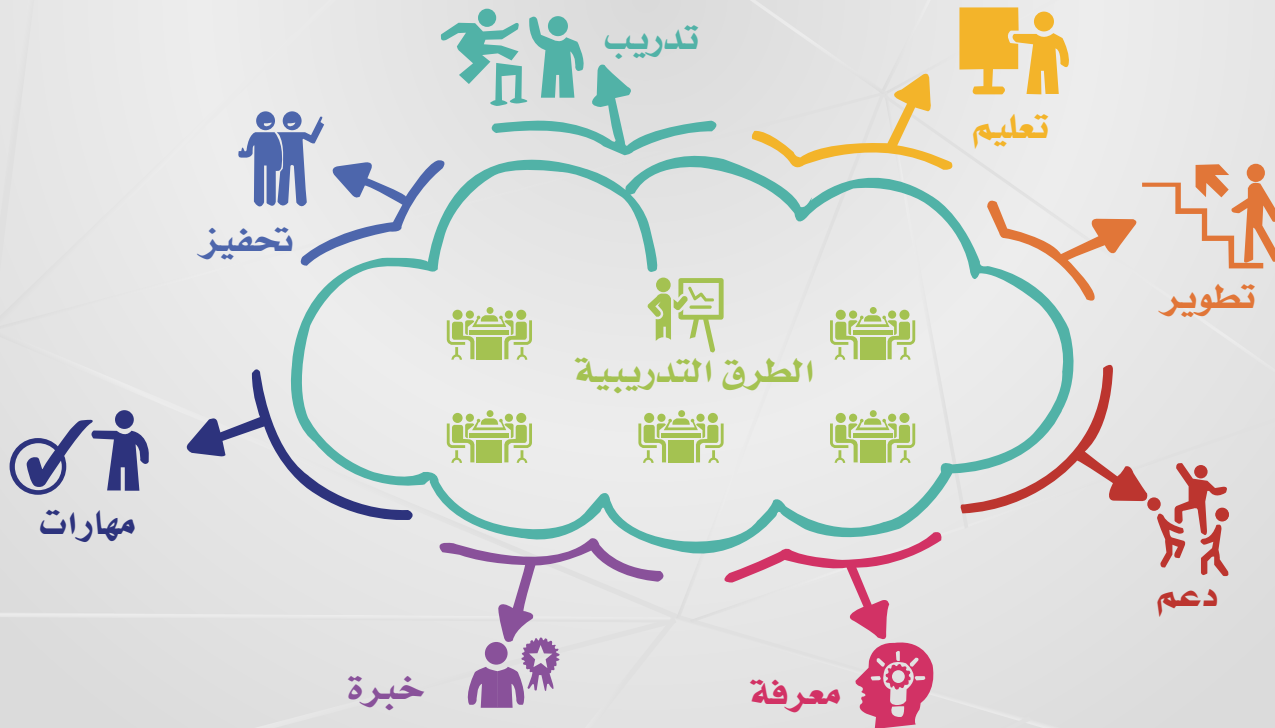 تدريب
تعليم
تحفيز
تطوير
الطرق التدريبية
مهارات
دعم
خبرة
معرفة